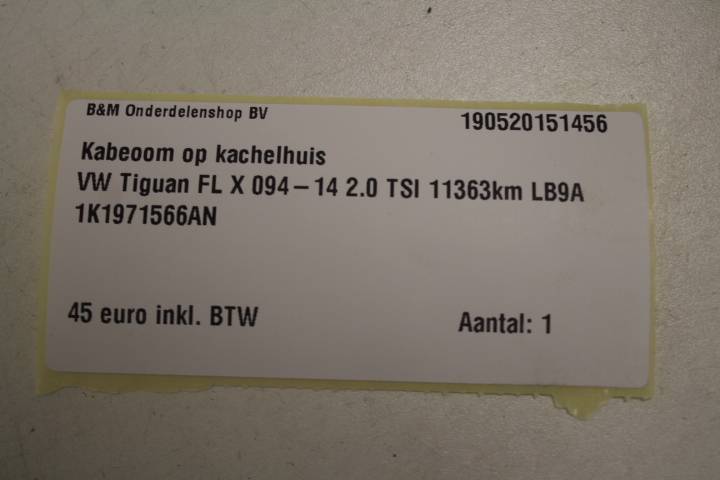 B&M Onderdelenshop BV
190520151456
Kabeoom op kachelhuis
VW Tiguan FL X 094-14 2.0 TSI 11363km LB9A
1K1971566AN
45 euro inkl. BTW
Aantal: 1